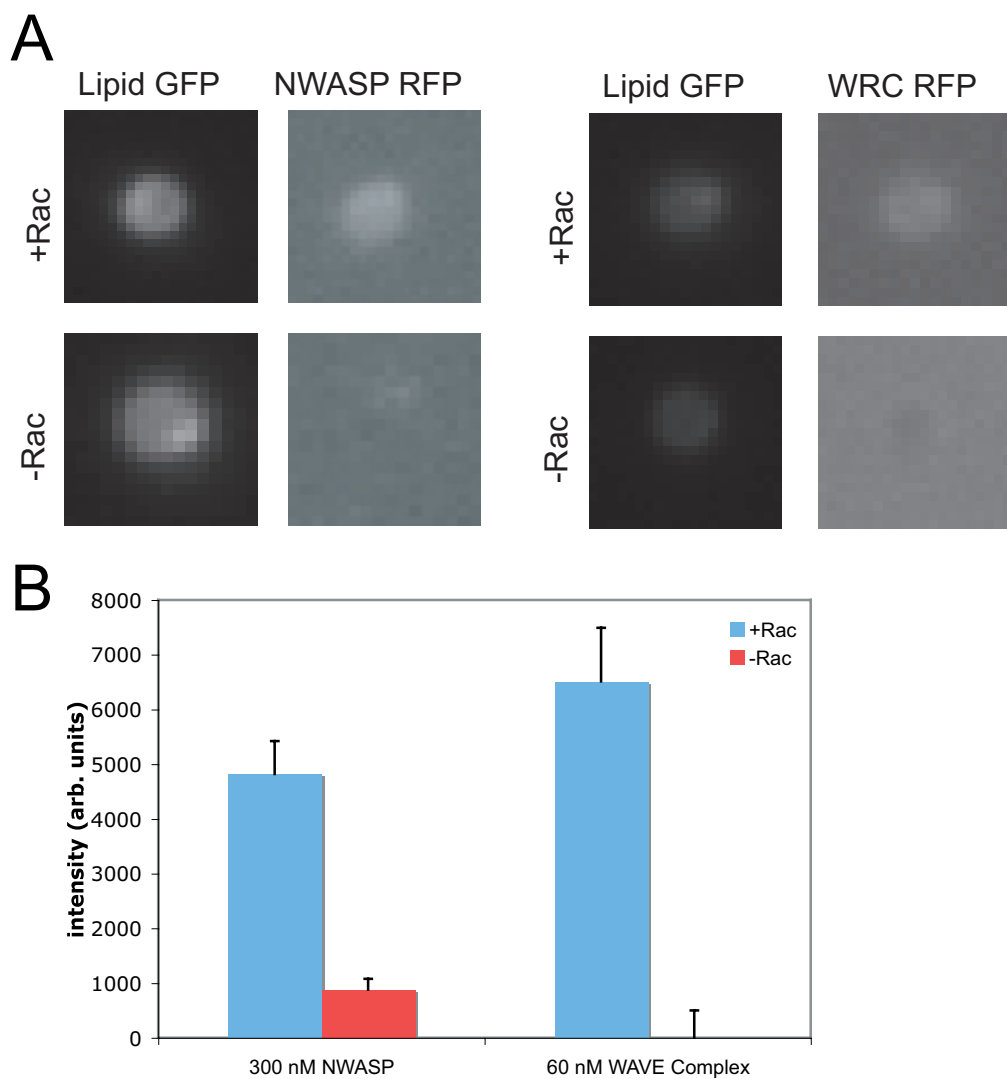 A
Lipid GFP
NWASP RFP
Lipid GFP
WRC RFP
+Rac
+Rac
-Rac
-Rac
B
8000
7000
6000
5000
4000
3000
2000
1000
0
intensity (arb. units)
+Rac
-Rac
300 nM NWASP
60 nM WAVE Complex